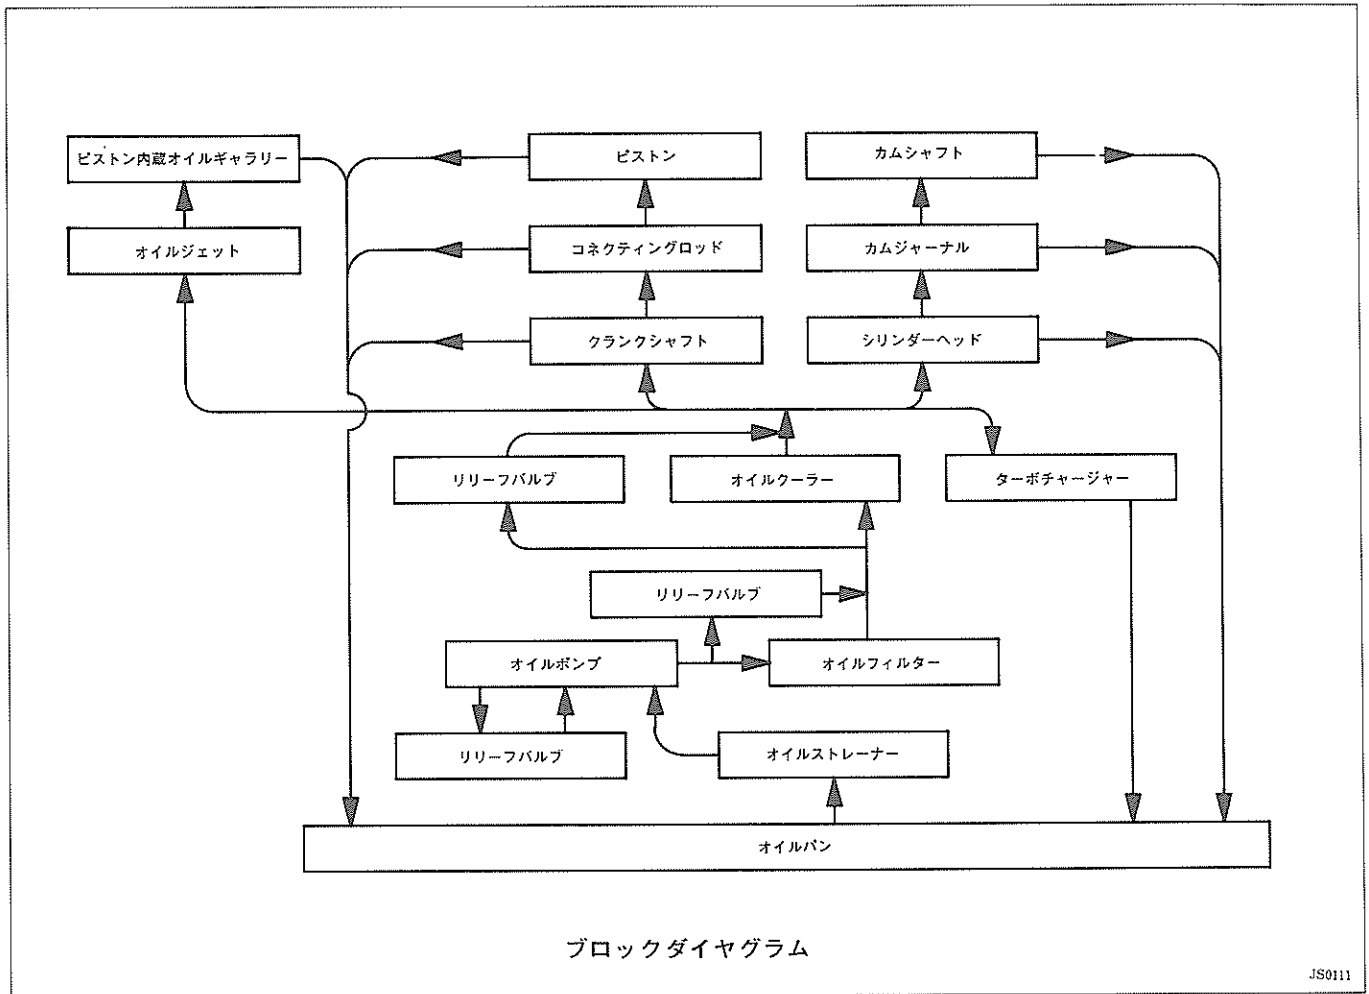 ピストン内蔵オイルギャラリー
ピストン
カムシャフト
オイルジェット
コネクティングロッド
カムジャーナル
クランクシャフト
シリンダーヘッド
リリーフバルブ
オイルクーラー
ターボチャージャー
リリーフバルブ
オイルポンプ
オイルフィルター
リリーフバルブ
オイルストレーナー
オイルパン
ブロックダイヤグラム
JS0111